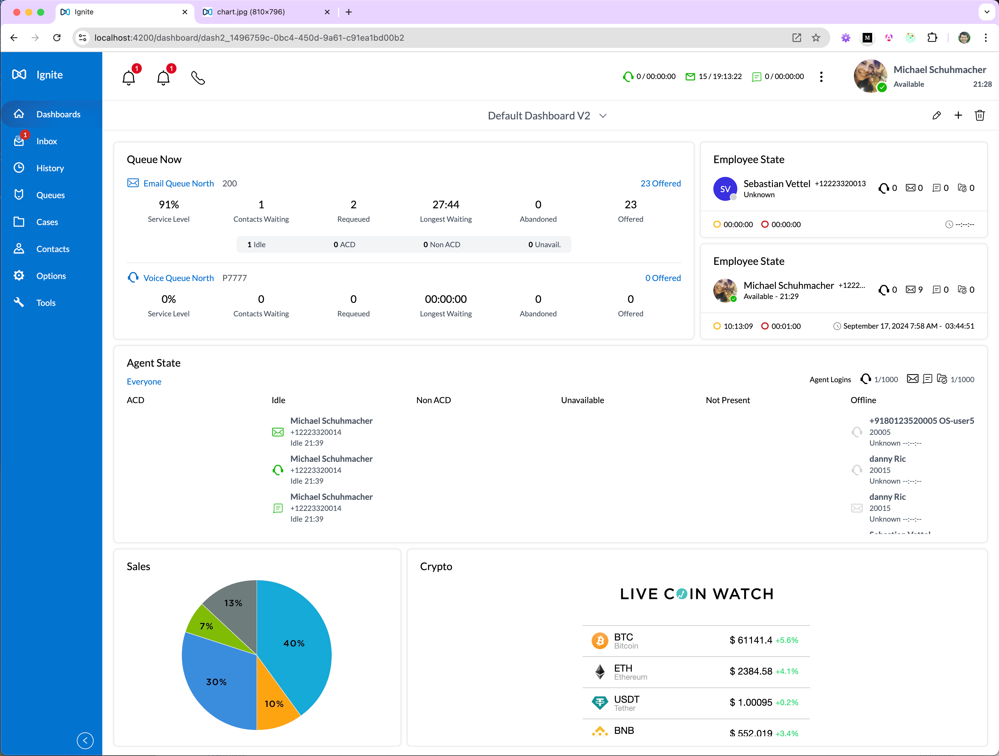 Ignite
chart.jpg (810×796)
localhost:4200/dashboard/dash2_1496759c-0bc4-450d-9a61-c91ea1bd00b2
M
Ignite
1
1
0 / 00:00:00
15 / 19:13:22
0 / 00:00:00
Michael Schuhmacher
Available 21:28
Dashboards
1
Inbox
History
Queues
Cases
Contacts
Options
Tools
Default Dashboard V2
Queue Now
Email Queue North 200 23 Offered
91% 1 2 27:44 0 23
Service Level Contacts Waiting Requeued Longest Waiting Abandoned Offered
1 Idle 0 ACD 0 Non ACD 0 Unavail.
Voice Queue North P7777 0 Offered
0% 0 0 00:00:00 0 0
Service Level Contacts Waiting Requeued Longest Waiting Abandoned Offered
Employee State
SV
Sebastian Vettel +12223320013
Unknown
0 0 0 0
00:00:00 00:00:00 --:--:--
Employee State
Michael Schuhmacher +1222...
Available - 21:29
0 9 0 0
10:13:09 00:01:00 September 17, 2024 7:58 AM - 03:44:51
Agent State
Everyone
Agent Logins 1/1000 1/1000
ACD Idle Non ACD Unavailable Not Present Offline
Michael Schuhmacher
+12223320014
Idle 21:39
Michael Schuhmacher
+12223320014
Idle 21:39
Michael Schuhmacher
+12223320014
Idle 21:39
+9180123520005 OS-user5
20005
Unknown --:--:--
danny Ric
20015
Unknown --:--:--
danny Ric
20015
Unknown --:--:--
Sebastian Vettel
Sales
13%
7%
40%
30%
10%
Crypto
LIVE COIN WATCH
BTC
Bitcoin
$ 61141.4 +5.6%
ETH
Ethereum
$ 2384.58 +4.1%
USDT
Tether
$ 1.00095 +0.2%
BNB
$ 552.019 +3.4%